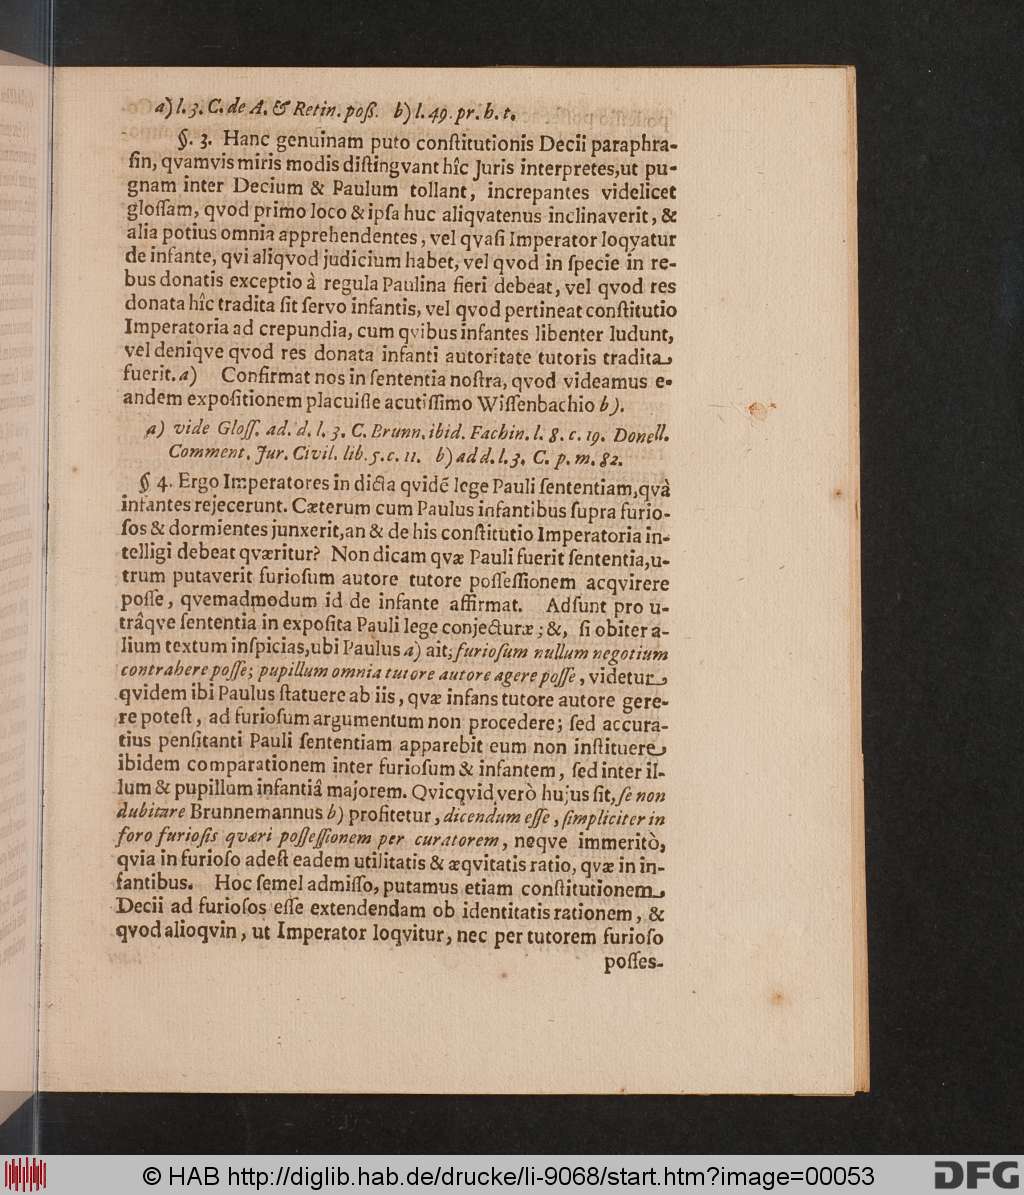 a) l. 3. C. de A. & Retin. poſß. b) l. 49. pr. h. t.
§. 3. Hanc genuinam puto conſtitutionis Decii paraphra-
ſin, qvamvis miris modis diſtingvant hîc Juris interpretes, ut pu-
gnam inter Decium & Paulum tollant, increpantes videlicet
gloſſam, qvod primo loco & ipſa huc aliqvatenus inclinaverit, &
alia potius omnia apprehendentes, vel qvaſi Imperator loqvatur
de infante, qvi aliqvod judicium habet, vel qvod in ſpecie in re-
bus donatis exceptio à regula Paulina fieri debeat, vel qvod res
donata hîc tradita ſit ſervo infantis, vel qvod pertineat conſtitutio
Imperatoria ad crepundia, cum qvibus infantes libenter ludunt,
vel deniqve qvod res donata infanti autoritate tutoris tradita
fuerit. a) Confirmat nos in ſententia noſtra, qvod videamus e-
andem expoſitionem placuiſſe acutiſſimo Wiſſenbachio b).
a) vide Gloſſ. ad. d. l. 3. C. Brunn. ibid. Fachin. l. 8. c. 19. Donell.
Comment. Jur. Civil. lib. 5. c. 11. b) ad d. l. 3. C. p. m. 82.
§ 4. Ergo Imperatores in dicta qvidē lege Pauli ſententiam, qvà
infantes rejecerunt. Cæterum cum Paulus infantibus ſupra furio-
ſos & dormientes junxerit, an & de his conſtitutio Imperatoria in-
telligi debeat qværitur? Non dicam qvæ Pauli fuerit ſententia, u-
trum putaverit furioſum autore tutore poſſeſſionem acqvirere
poſſe, qvemadmodum id de infante affirmat. Adſunt pro u-
trâqve ſententia in expoſita Pauli lege conjecturæ; &, ſi obiter a-
lium textum inſpicias, ubi Paulus a) ait; furioſum nullum negotium
contrahere poſſe; pupillum omnia tutore autore agere poſſe, videtur
qvidem ibi Paulus ſtatuere ab iis, qvæ infans tutore autore gere-
re poteſt, ad furioſum argumentum non procedere; ſed accura-
tius penſitanti Pauli ſententiam apparebit eum non inſtituere
ibidem comparationem inter furioſum & infantem, ſed inter il-
lum & pupillum infantiâ majorem. Qvicqvid verò hujus ſit, ſe non
dubitare Brunnemannus b) profitetur, dicendum eſſe, ſimpliciter in
foro furioſis quæri poſſeſſionem per curatorem, neqve immeritò,
qvia in furioſo adeſt eadem utilitatis & æqvitatis ratio, qvæ in in-
fantibus. Hoc ſemel admiſſo, putamus etiam conſtitutionem
Decii ad furioſos eſſe extendendam ob identitatis rationem, &
qvod alioqvin, ut Imperator loqvitur, nec per tutorem furioſo
poſſes-
© HAB http://diglib.hab.de/drucke/li-9068/start.htm?image=00053
DFG